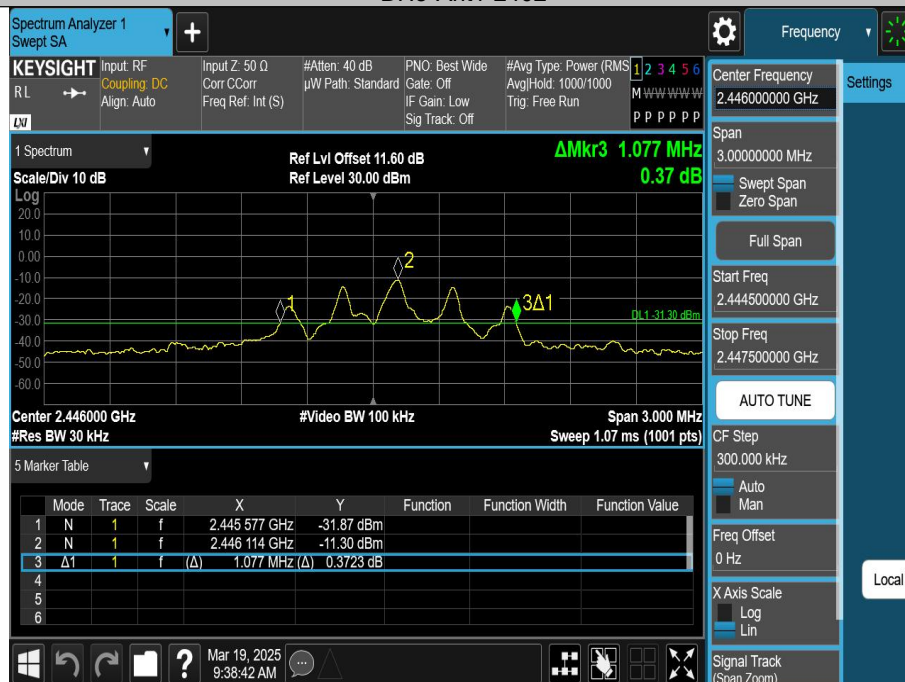 Spectrum Analyzer 1
Swept SA
+
Frequency
KEYSIGHT
RL
LXI
Input: RF
Coupling: DC
Align: Auto
Input Z: 50 Ω
Corr CCorr
Freq Ref: Int (S)
#Atten: 40 dB
µW Path: Standard
PNO: Best Wide
Gate: Off
IF Gain: Low
Sig Track: Off
#Avg Type: Power (RMS
Avg|Hold: 1000/1000
Trig: Free Run
1 2 3 4 5 6
M W W W W W
P P P P P P
1 Spectrum
Scale/Div 10 dB
Ref Lvl Offset 11.60 dB
Ref Level 30.00 dBm
ΔMkr3 1.077 MHz
0.37 dB
Log
20.0
10.0
0.00
-10.0
-20.0
-30.0
-40.0
-50.0
-60.0
1
2
3Δ1
DL1 -31.30 dBm
Center 2.446000 GHz
#Video BW 100 kHz
Span 3.000 MHz
#Res BW 30 kHz
Sweep 1.07 ms (1001 pts)
5 Marker Table
Mode Trace Scale X Y Function Function Width Function Value
1 N 1 f 2.445 577 GHz -31.87 dBm
2 N 1 f 2.446 114 GHz -11.30 dBm
3 Δ1 1 f (Δ) 1.077 MHz (Δ) 0.3723 dB
4
5
6
?
Mar 19, 2025
9:38:42 AM
Center Frequency
2.446000000 GHz
Settings
Span
3.00000000 MHz
Swept Span
Zero Span
Full Span
Start Freq
2.444500000 GHz
Stop Freq
2.447500000 GHz
AUTO TUNE
CF Step
300.000 kHz
Auto
Man
Freq Offset
0 Hz
Local
X Axis Scale
Log
Lin
Signal Track
(Span Zoom)